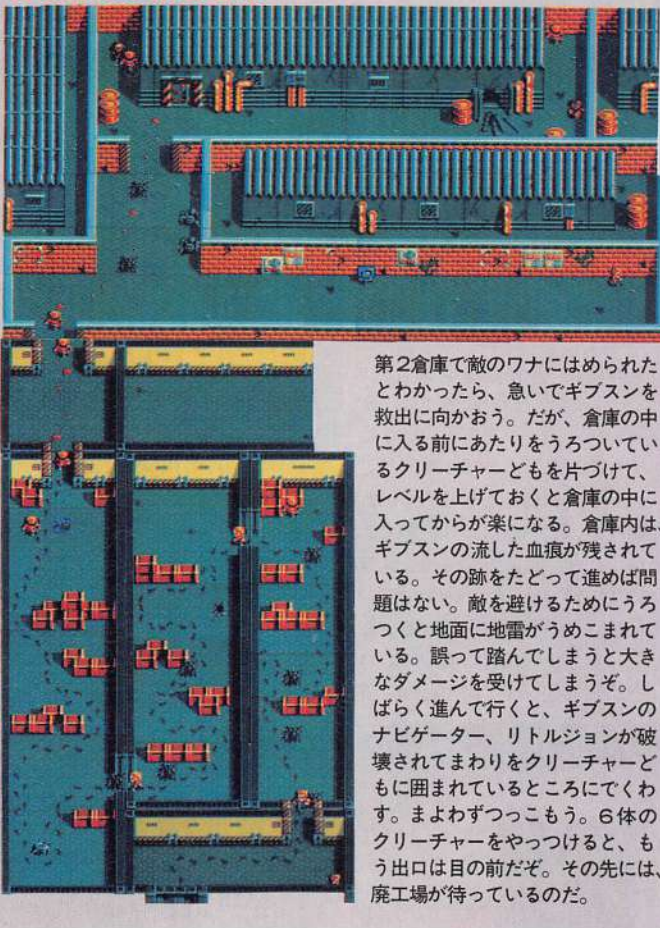 第2倉庫で敵のワナにはめられた
とわかったら、急いでギブスンを
救出に向かおう。だが、倉庫の中
に入る前にあたりをうろついてい
るクリーチャーどもを片づけて、
レベルを上げておくと倉庫の中に
入ってからが楽になる。倉庫内は、
ギブスンの流した血痕が残されて
いる。その跡をたどって進めば問
題はない。敵を避けるためにうろ
つくと地面に地雷がうめこまれて
いる。誤って踏んでしまうと大き
なダメージを受けてしまうぞ。し
ばらく進んで行くと、ギブスンの
ナビゲーター、リトルジョンが破
壊されてまわりをクリーチャーど
もに囲まれているところにでくわ
す。まよわずつっこもう。6体の
クリーチャーをやっつけると、も
う出口は目の前だぞ。その先には、
廃工場が待っているのだ。